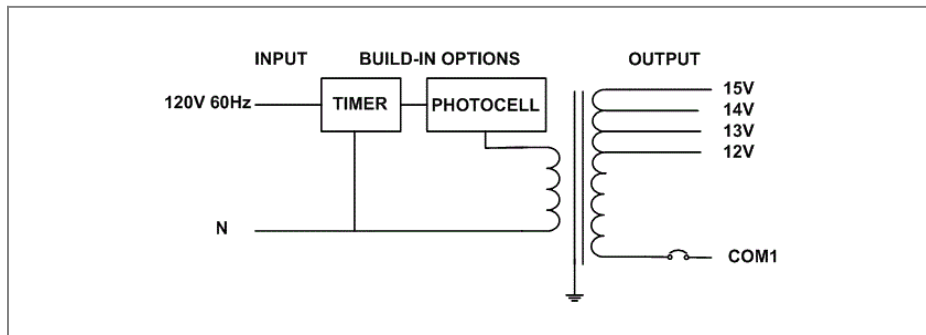 INPUT
BUILD-IN OPTIONS
OUTPUT
120V 60Hz
TIMER
PHOTOCELL
15V
14V
13V
12V
N
COM1